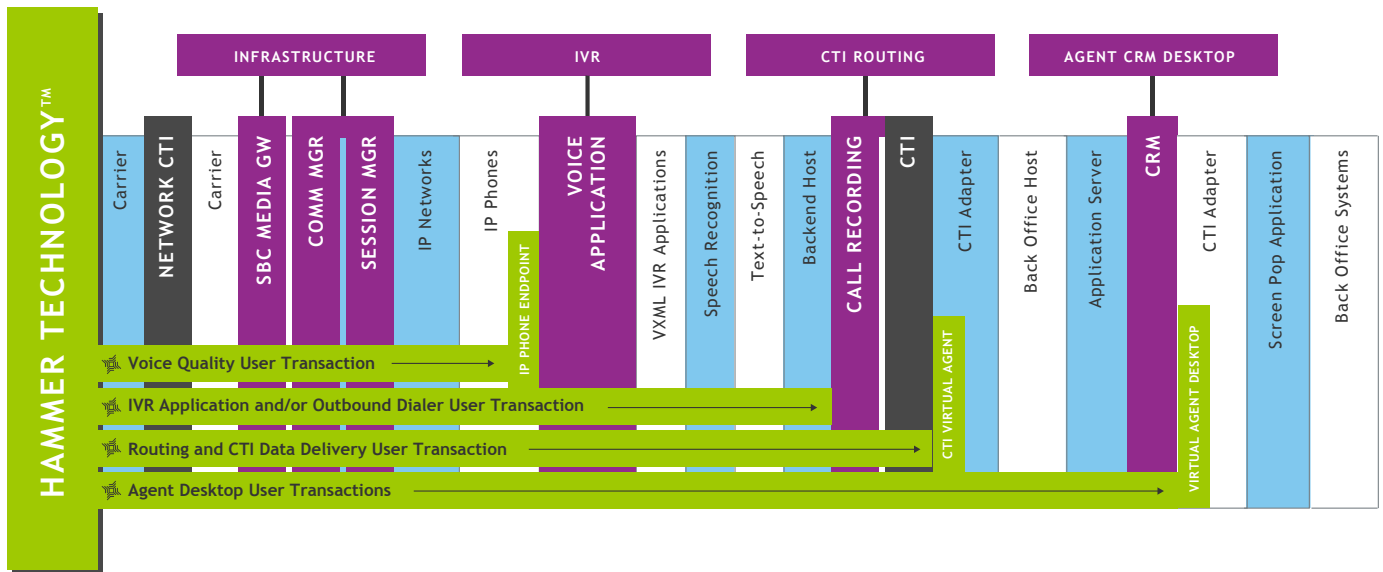 HAMMER TECHNOLOGY™
INFRASTRUCTURE
IVR
CTI ROUTING
AGENT CRM DESKTOP
Carrier
NETWORK CTI
Carrier
SBC MEDIA GW
COMM MGR
SESSION MGR
IP Networks
IP Phones
IP PHONE ENDPOINT
VOICE
APPLICATION
VXML IVR Applications
Speech Recognition
Text-to-Speech
Backend Host
CALL RECORDING
CTI
CTI VIRTUAL AGENT
CTI Adapter
Back Office Host
Application Server
CRM
VIRTUAL AGENT DESKTOP
CTI Adapter
Screen Pop Application
Back Office Systems
Voice Quality User Transaction
IVR Application and/or Outbound Dialer User Transaction
Routing and CTI Data Delivery User Transaction
Agent Desktop User Transactions